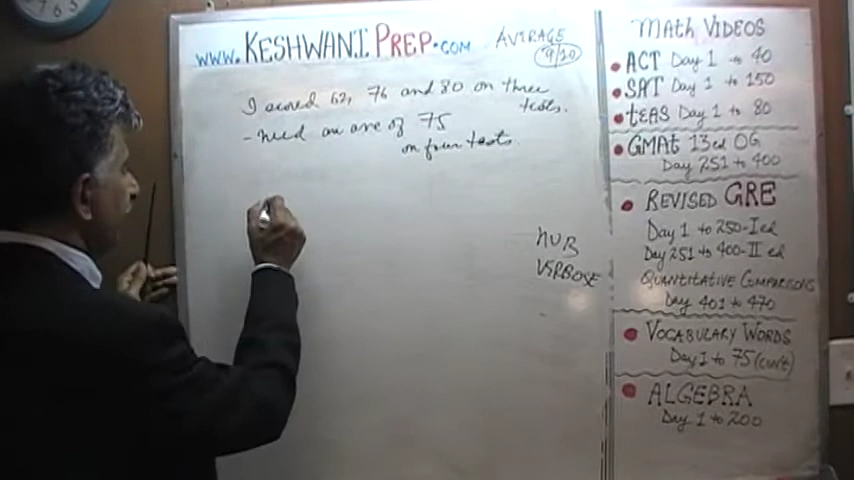 www.KESHWANI PREP.COM AVERAGE
9/20
I scored 62, 76 and 80 on three
tests.
- need an ave of 75
on four tests.
HUB
VERBOSE
MATH VIDEOS
ACT Day 1 to 40
SAT Day 1 to 150
tEAS Day 1 to 80
GMAt 13 ed OG
Day 251 to 400
REVISED GRE
Day 1 to 250-I ed
Day 251 to 400-II ed
QUANTITATIVE COMPARISONS
Day 401 to 470
VOCABULARY WORDS
Day 1 to 75 (con't)
ALGEBRA
Day 1 to 200